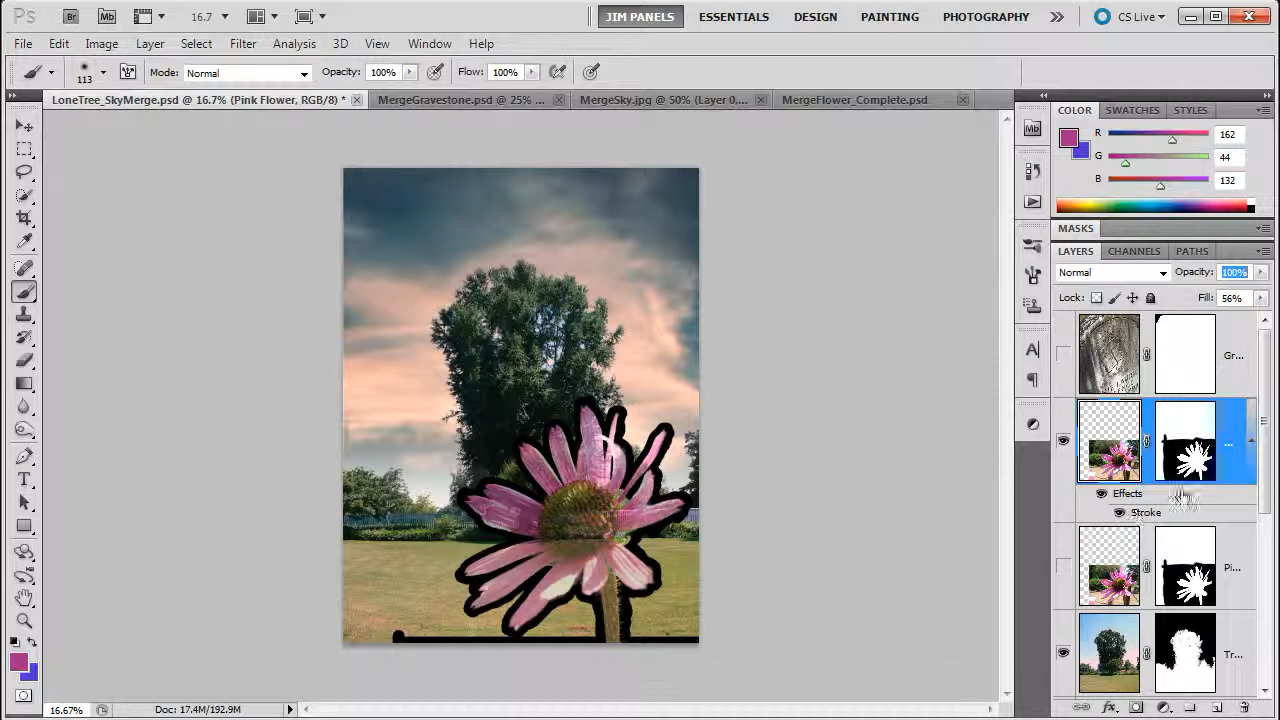 Ps Br Mb 16.7 JIM PANELS ESSENTIALS DESIGN PAINTING PHOTOGRAPHY CS Live
File Edit Image Layer Select Filter Analysis 3D View Window Help
113 Mode: Normal Opacity: 100% Flow: 100%
LoneTree_SkyMerge.psd @ 16.7% (Pink Flower, RGB/8) * MergeGravestone.psd @ 25% ... MergeSky.jpg @ 50% (Layer 0,... MergeFlower_Complete.psd
COLOR SWATCHES STYLES
Mb
R 162
G 44
B 132
MASKS
LAYERS CHANNELS PATHS
Normal Opacity: 100%
Lock: Fill: 56%
Gr...
...
Effects
Stroke
Pi...
Tr...
16.67% Doc: 17.4M/192.9M